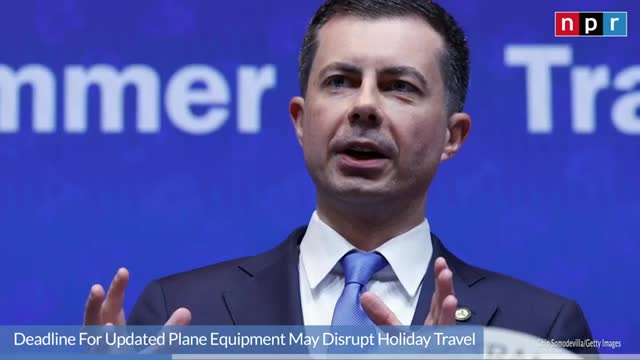 npr
mmer Tra
Deadline For Updated Plane Equipment May Disrupt Holiday Travel
Chip Somodevilla/Getty Images